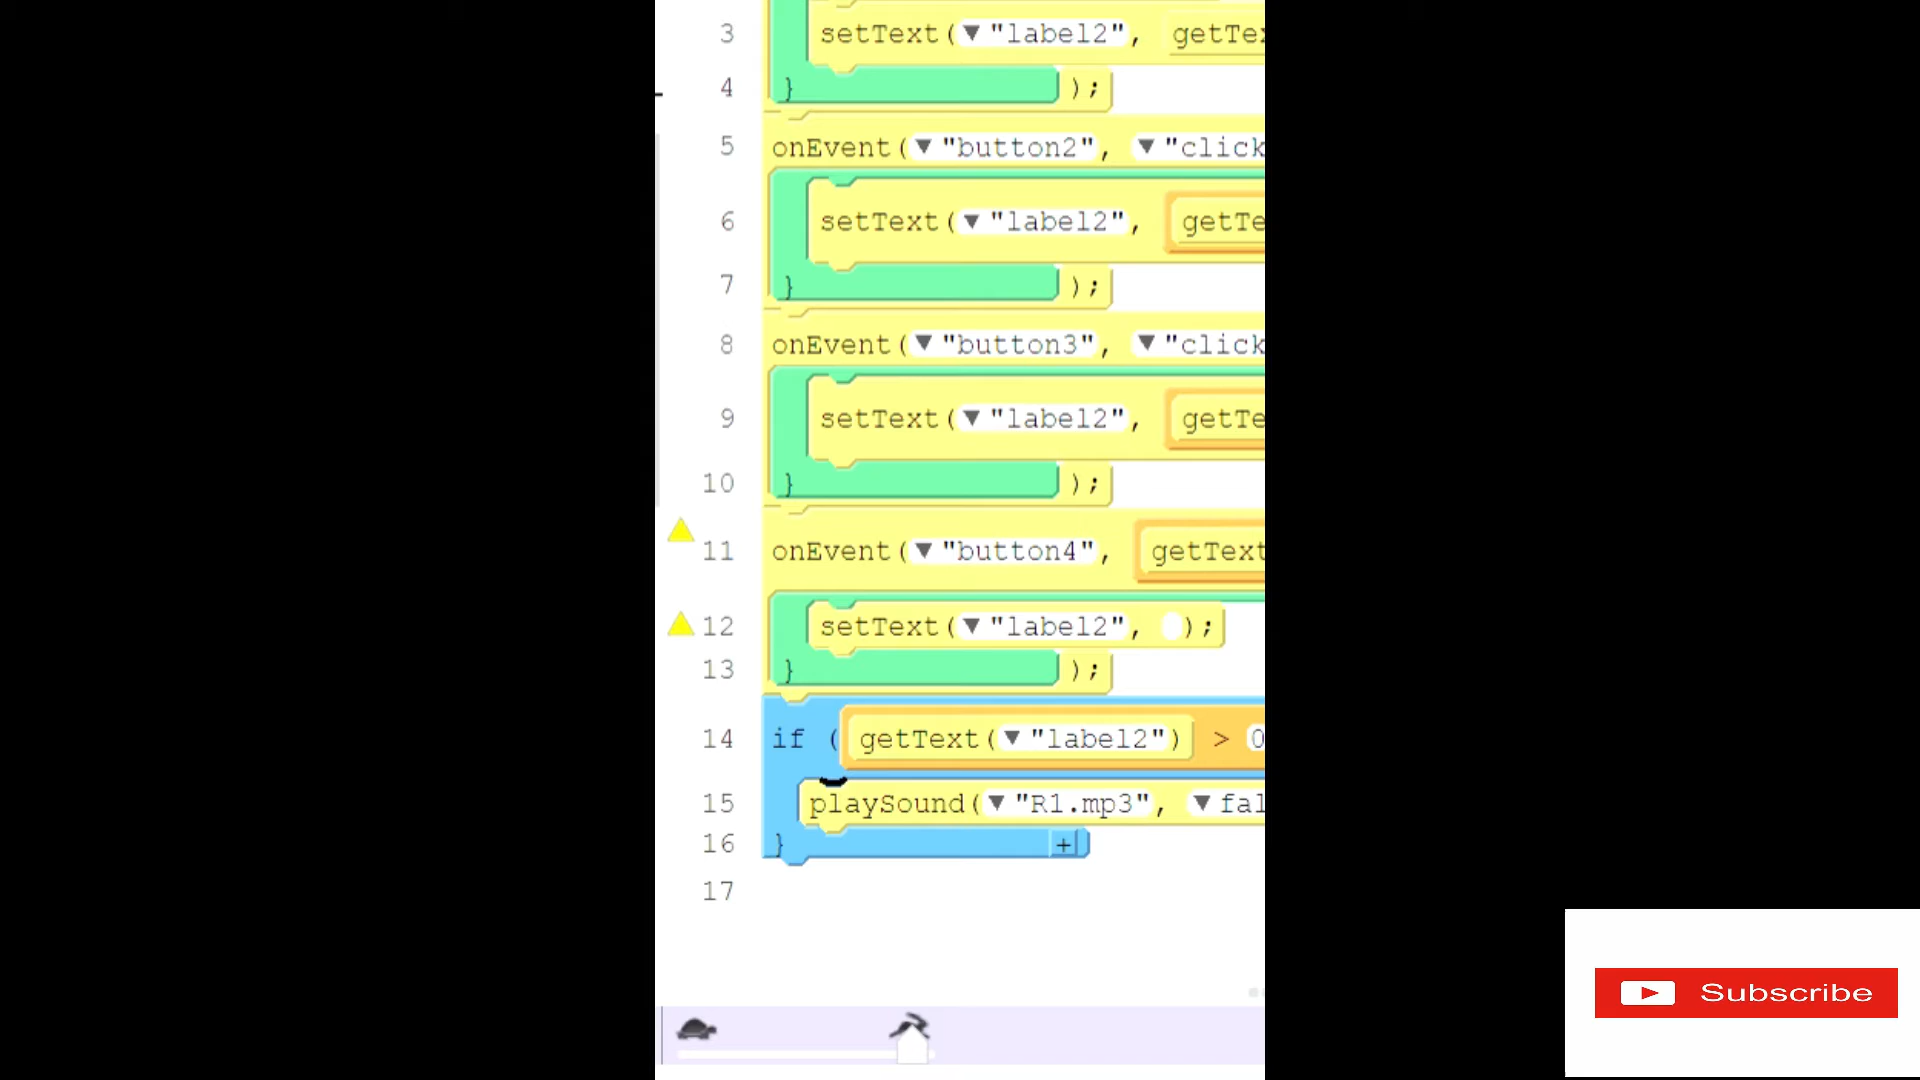 3 setText(▼"label2", getTex
4 } );
5 onEvent(▼"button2", ▼"click
6 setText(▼"label2", getTe
7 } );
8 onEvent(▼"button3", ▼"click
9 setText(▼"label2", getTe
10 } );
11 onEvent(▼"button4", getText
12 setText(▼"label2", );
13 } );
14 if (getText(▼"label2") > 0
15 playSound(▼"R1.mp3", ▼fal
16 } +
17
Subscribe